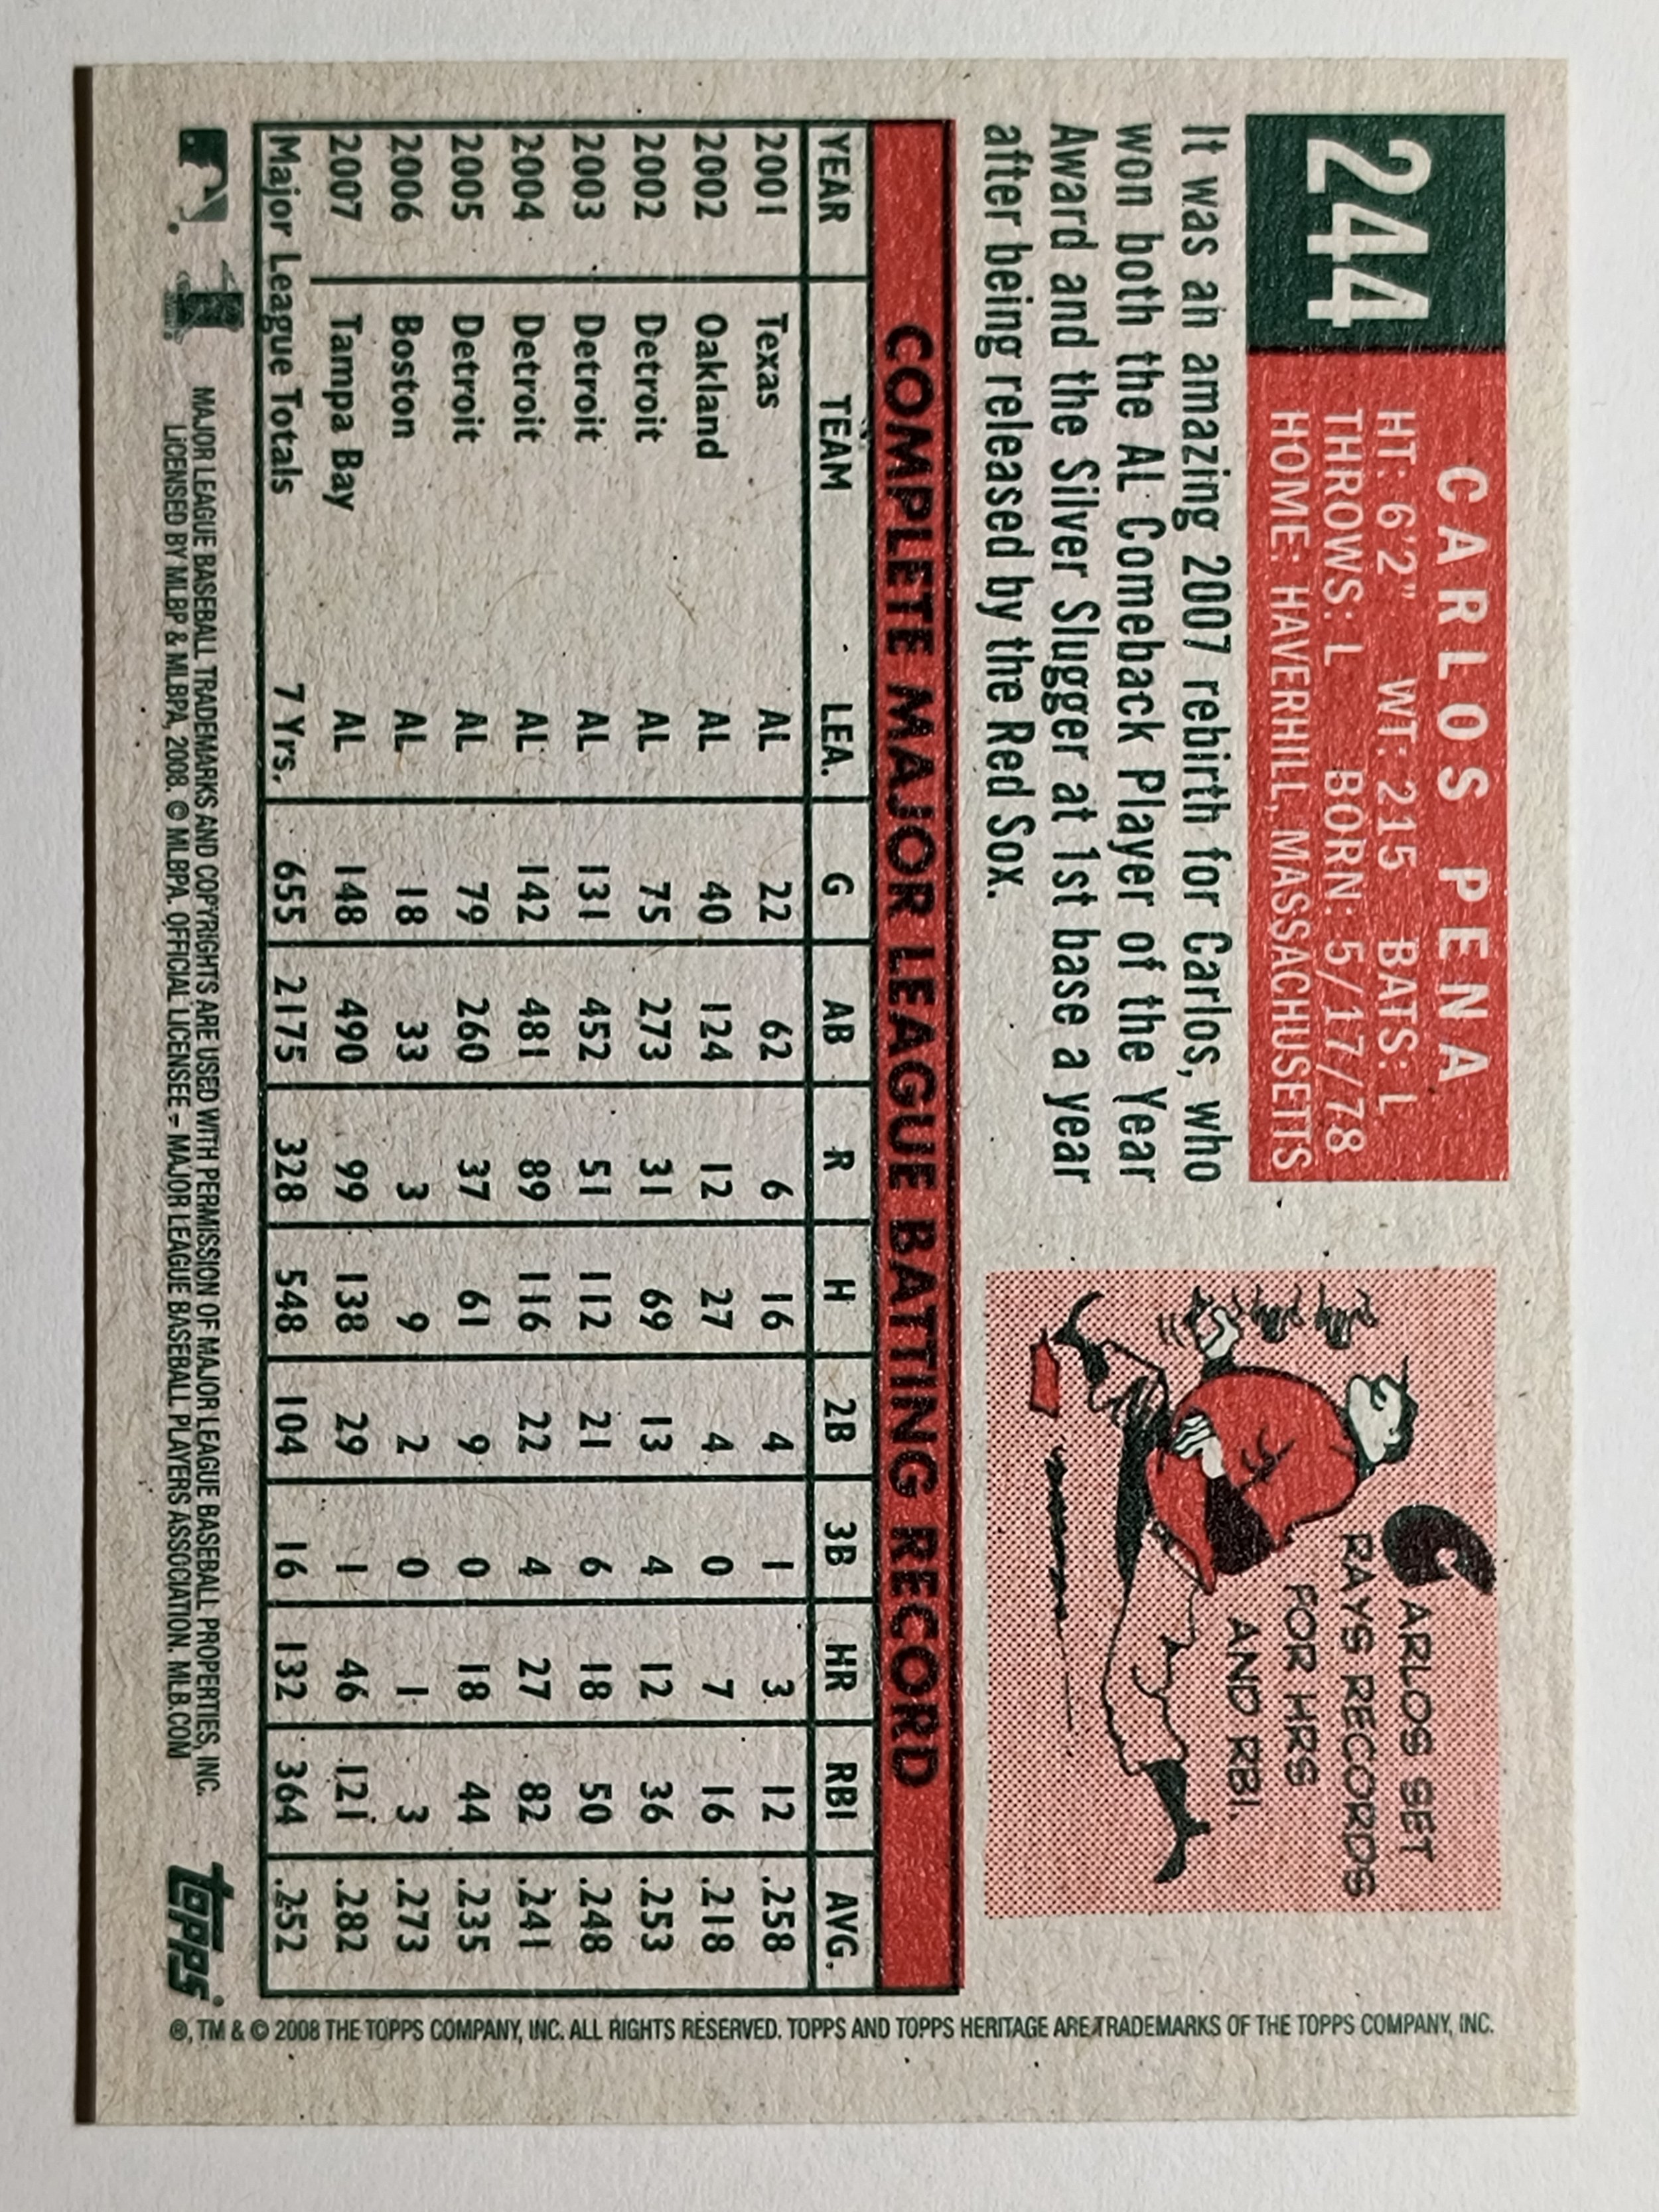 244
CARLOS PENA
HT: 6'2" WT: 215 BATS: L
THROWS: L BORN: 5/17/78
HOME: HAVERHILL, MASSACHUSETTS
It was an amazing 2007 rebirth for Carlos, who
won both the AL Comeback Player of the Year
Award and the Silver Slugger at 1st base a year
after being released by the Red Sox.
CARLOS SET
RAYS RECORDS
FOR HRS
AND RBI.
COMPLETE MAJOR LEAGUE BATTING RECORD
YEAR TEAM LEA. G AB R H 2B 3B HR RBI AVG.
2001 Texas AL 22 62 6 16 4 1 3 12 .258
2002 Oakland AL 40 124 12 27 4 0 7 16 .218
2002 Detroit AL 75 273 31 69 13 4 12 36 .253
2003 Detroit AL 131 452 51 112 21 6 18 50 .248
2004 Detroit AL 142 481 89 116 22 4 27 82 .241
2005 Detroit AL 79 260 37 61 9 0 18 44 .235
2006 Boston AL 18 33 3 9 2 0 1 3 .273
2007 Tampa Bay AL 148 490 99 138 29 1 46 121 .282
Major League Totals 7 Yrs. 655 2175 328 548 104 16 132 364 .252
MAJOR LEAGUE BASEBALL TRADEMARKS AND COPYRIGHTS ARE USED WITH PERMISSION OF MAJOR LEAGUE BASEBALL PROPERTIES, INC.
LICENSED BY MLBP & MLBPA, 2008. © MLBPA. OFFICIAL LICENSEE - MAJOR LEAGUE BASEBALL PLAYERS ASSOCIATION. MLB.COM
topps
®, TM & © 2008 THE TOPPS COMPANY, INC. ALL RIGHTS RESERVED. TOPPS AND TOPPS HERITAGE ARE TRADEMARKS OF THE TOPPS COMPANY, INC.